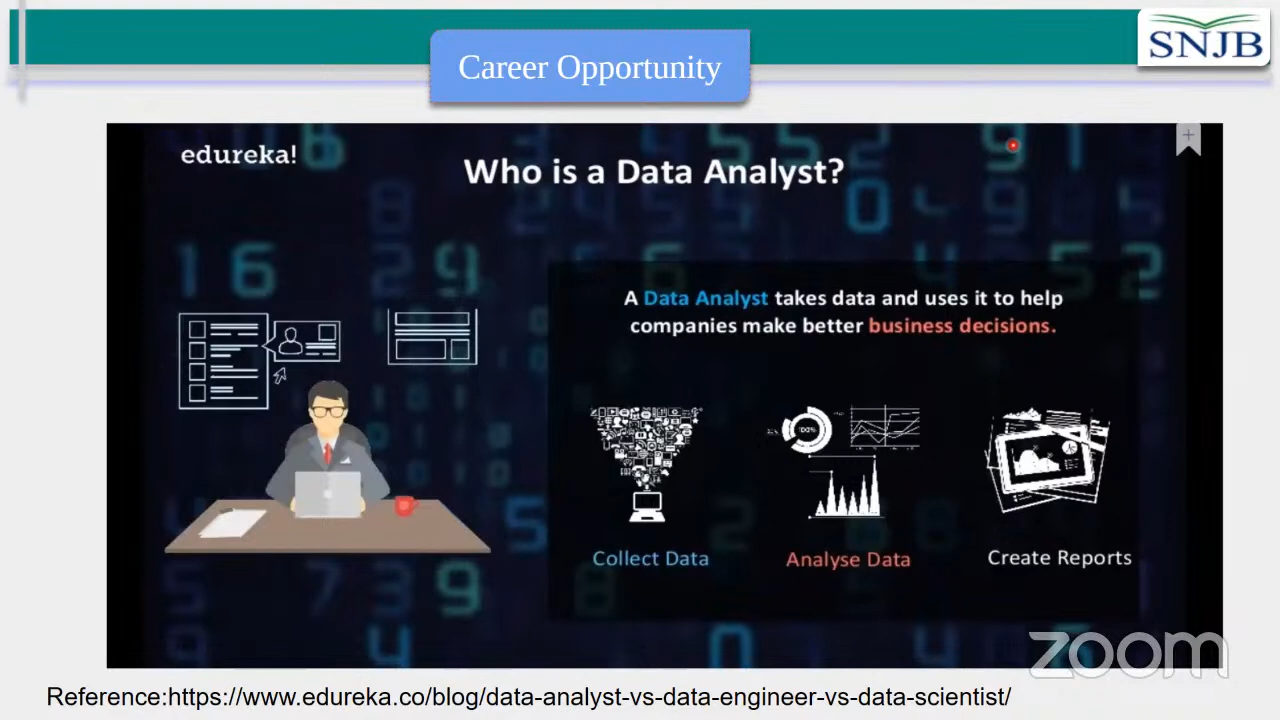 SNJB
Career Opportunity
edureka!
Who is a Data Analyst?
A Data Analyst takes data and uses it to help
companies make better business decisions.
100%
Collect Data
Analyse Data
Create Reports
zoom
Reference:https://www.edureka.co/blog/data-analyst-vs-data-engineer-vs-data-scientist/